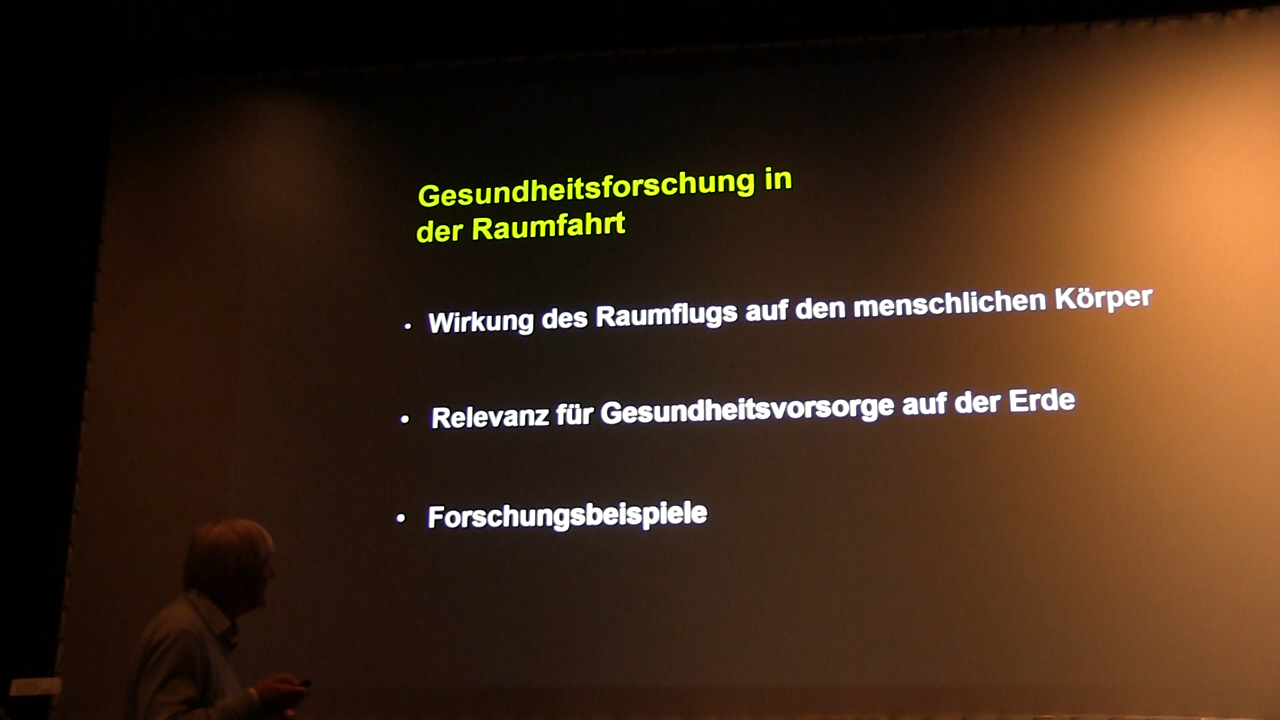 Gesundheitsforschung in
der Raumfahrt
• Wirkung des Raumflugs auf den menschlichen Körper
• Relevanz für Gesundheitsvorsorge auf der Erde
• Forschungsbeispiele